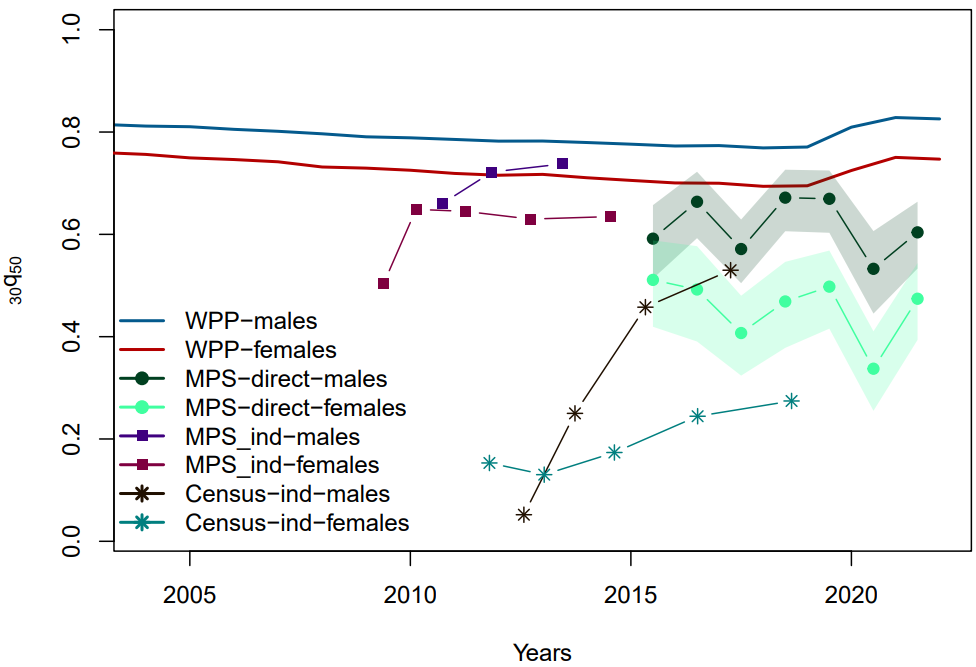 1.0
0.8
0.6
0.4
0.2
0.0
30q50
WPP−males
WPP−females
MPS−direct−males
MPS−direct−females
MPS_ind−males
MPS_ind−females
Census−ind−males
Census−ind−females
2005 2010 2015 2020
Years